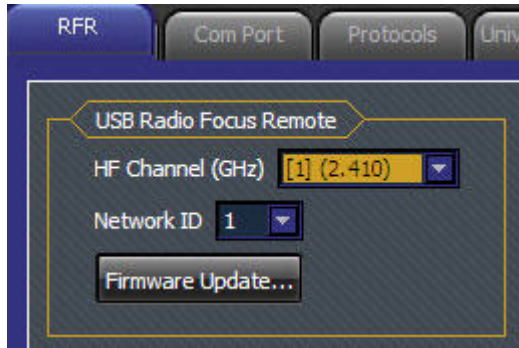 RFR Com Port Protocols Univ
USB Radio Focus Remote
HF Channel (GHz) [1] (2.410)
Network ID 1
Firmware Update...